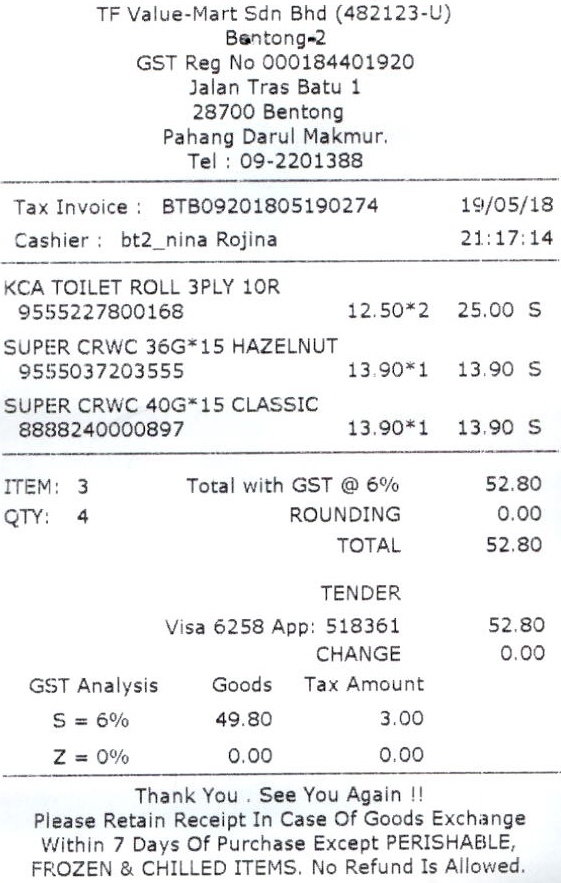 TF Value-Mart Sdn Bhd (482123-U)
Bentong-2
GST Reg No 000184401920
Jalan Tras Batu 1
28700 Bentong
Pahang Darul Makmur.
Tel : 09-2201388
Tax Invoice : BTB09201805190274 19/05/18
Cashier : bt2_nina Rojina 21:17:14
KCA TOILET ROLL 3PLY 10R
9555227800168 12.50*2 25.00 S
SUPER CRWC 36G*15 HAZELNUT
9555037203555 13.90*1 13.90 S
SUPER CRWC 40G*15 CLASSIC
8888240000897 13.90*1 13.90 S
ITEM: 3 Total with GST @ 6% 52.80
QTY: 4 ROUNDING 0.00
TOTAL 52.80
TENDER
Visa 6258 App: 518361 52.80
CHANGE 0.00
GST Analysis Goods Tax Amount
S = 6% 49.80 3.00
Z = 0% 0.00 0.00
Thank You . See You Again !!
Please Retain Receipt In Case Of Goods Exchange
Within 7 Days Of Purchase Except PERISHABLE,
FROZEN & CHILLED ITEMS. No Refund Is Allowed.